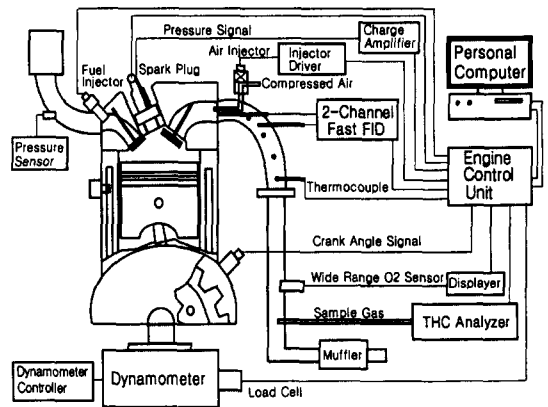 Pressure Signal
Charge
Amplifier
Air Injector
Injector
Driver
Personal
Computer
Fuel
Injector
Spark Plug
Compressed Air
2-Channel
Fast FID
Pressure
Sensor
Engine
Control
Unit
Thermocouple
Crank Angle Signal
Wide Range O2 Sensor
Displayer
Sample Gas
THC Analyzer
Muffler
Dynamometer
Controller
Dynamometer
Load Cell